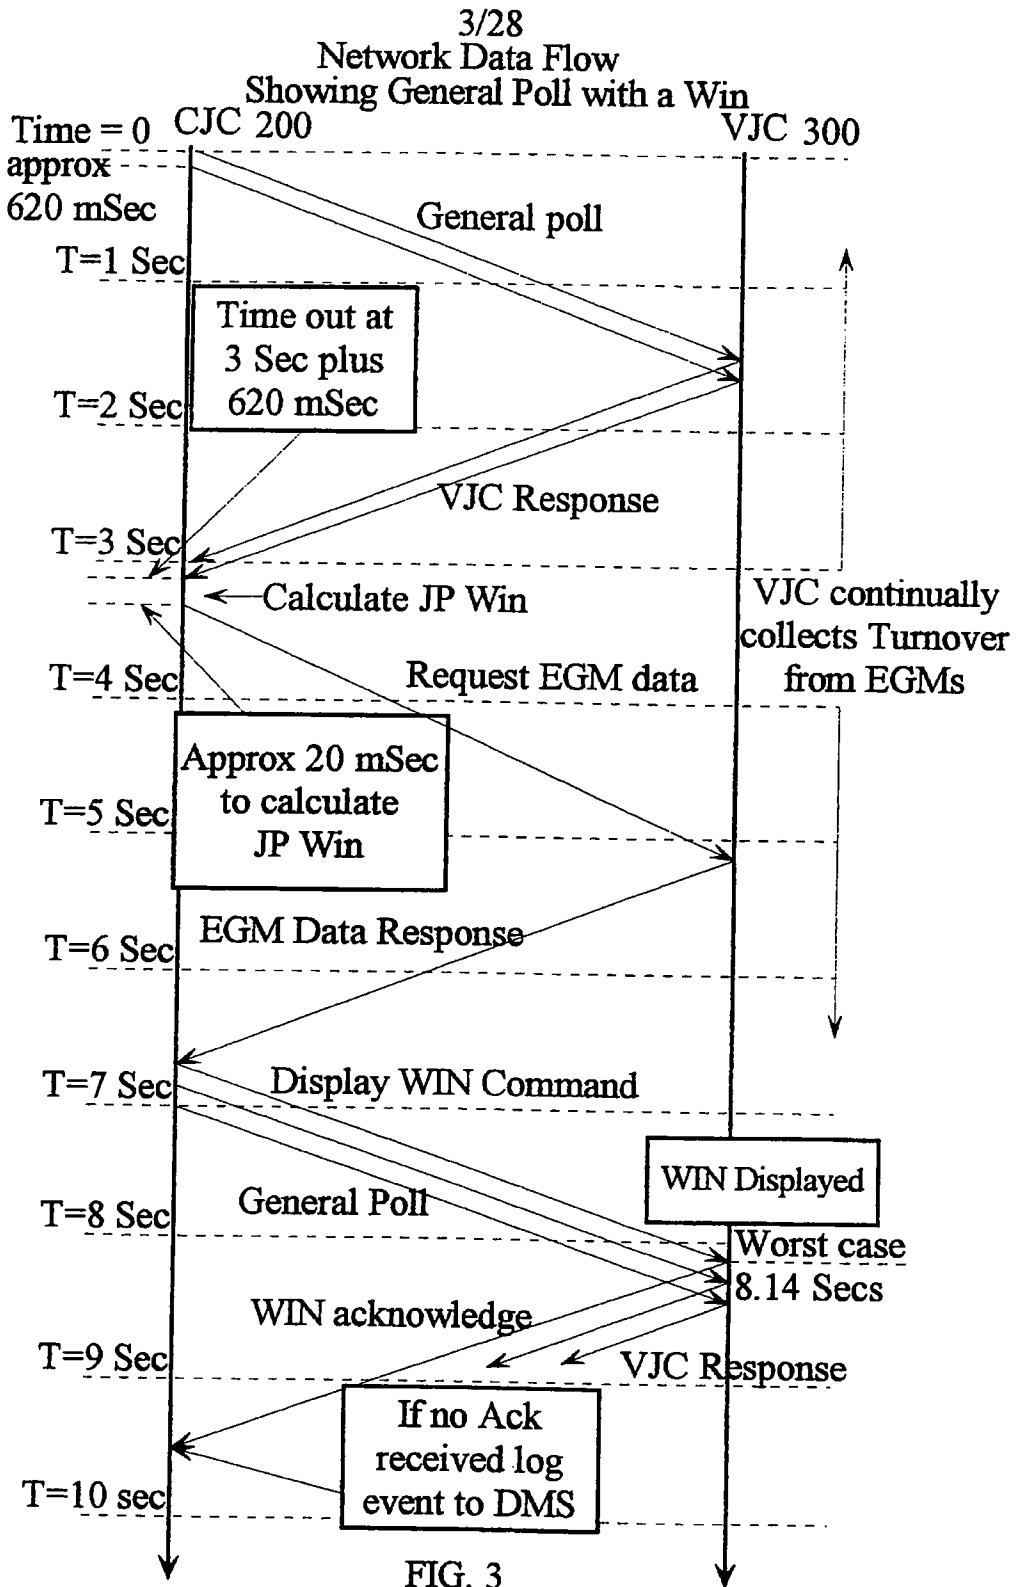 3/28
Network Data Flow
Showing General Poll with a Win
CJC 200
VJC 300
Time = 0
approx
620 mSec
General poll
T=1 Sec
Time out at
3 Sec plus
620 mSec
T=2 Sec
VJC Response
T=3 Sec
Calculate JP Win
VJC continually
collects Turnover
from EGMs
T=4 Sec
Request EGM data
Approx 20 mSec
to calculate
JP Win
T=5 Sec
EGM Data Response
T=6 Sec
T=7 Sec
Display WIN Command
WIN Displayed
General Poll
T=8 Sec
Worst case
8.14 Secs
WIN acknowledge
T=9 Sec
VJC Response
If no Ack
received log
event to DMS
T=10 sec
FIG. 3